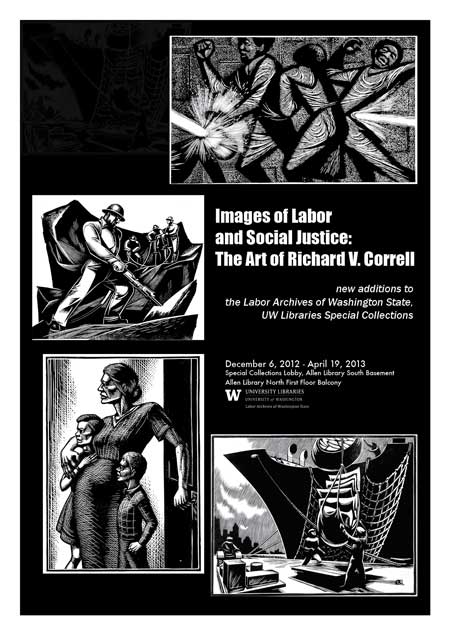 Images of Labor
and Social Justice:
The Art of Richard V. Correll
new additions to
the Labor Archives of Washington State,
UW Libraries Special Collections
December 6, 2012 - April 19, 2013
Special Collections Lobby, Allen Library South Basement
Allen Library North First Floor Balcony
W UNIVERSITY LIBRARIES
UNIVERSITY of WASHINGTON
Labor Archives of Washington State